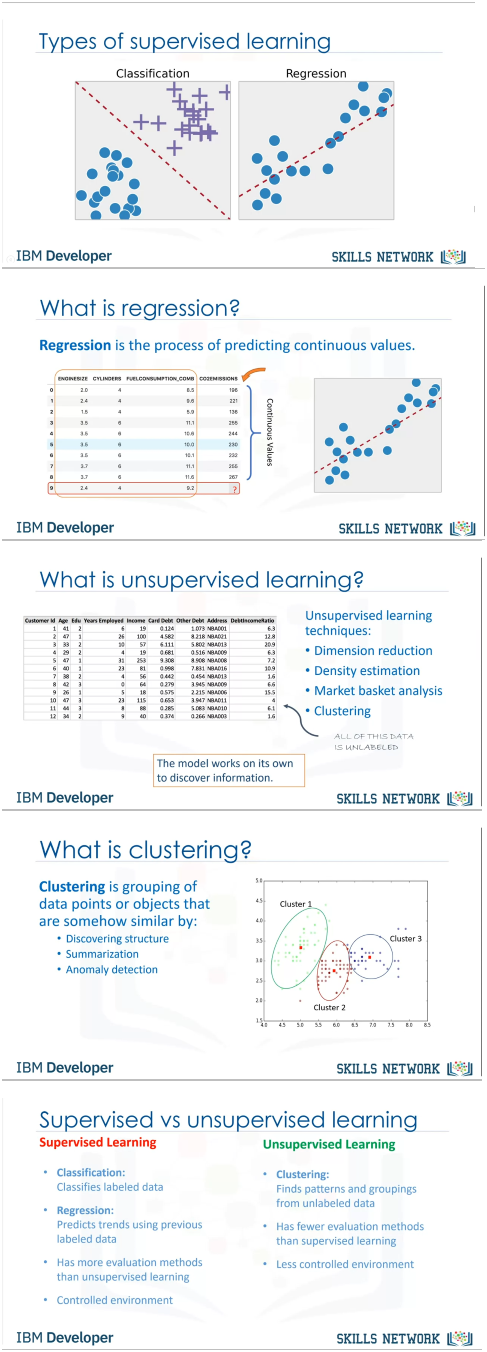 Types of supervised learning
Classification
Regression
IBM Developer
SKILLS NETWORK
What is regression?
Regression is the process of predicting continuous values.
ENGINESIZE CYLINDERS FUELCONSUMPTION_COMB CO2EMISSIONS
0 2.0 4 8.5 196
1 2.4 4 9.6 221
2 1.5 4 5.9 136
3 3.5 6 11.1 255
4 3.5 6 10.6 244
5 3.5 6 10.0 230
6 3.5 6 10.1 232
7 3.7 6 11.1 255
8 3.7 6 11.6 267
9 2.4 4 9.2 ?
Continuous Values
IBM Developer
SKILLS NETWORK
What is unsupervised learning?
Customer Id Age Edu Years Employed Income Card Debt Other Debt Address DebtIncomeRatio
1 41 2 6 19 0.124 1.073 NBA001 6.3
2 47 1 26 100 4.582 8.218 NBA021 12.8
3 33 2 10 57 6.111 5.802 NBA013 20.9
4 29 2 4 19 0.681 0.516 NBA009 6.3
5 47 1 31 253 9.308 8.908 NBA008 7.2
6 40 1 23 81 0.998 7.831 NBA016 10.9
7 38 2 4 56 0.442 0.454 NBA013 1.6
8 42 3 0 64 0.279 3.945 NBA009 6.6
9 26 1 5 18 0.575 2.215 NBA006 15.5
10 47 3 23 115 0.653 3.947 NBA011 4
11 44 3 8 88 0.285 5.083 NBA010 6.1
12 34 2 9 40 0.374 0.266 NBA003 1.6
Unsupervised learning
techniques:
• Dimension reduction
• Density estimation
• Market basket analysis
• Clustering
ALL OF THIS DATA
IS UNLABELED
The model works on its own
to discover information.
IBM Developer
SKILLS NETWORK
What is clustering?
Clustering is grouping of
data points or objects that
are somehow similar by:
• Discovering structure
• Summarization
• Anomaly detection
5.0
4.5
4.0
3.5
3.0
2.5
2.0
1.5
4.0 4.5 5.0 5.5 6.0 6.5 7.0 7.5 8.0 8.5
Cluster 1
Cluster 3
Cluster 2
IBM Developer
SKILLS NETWORK
Supervised vs unsupervised learning
Supervised Learning
• Classification:
Classifies labeled data
• Regression:
Predicts trends using previous
labeled data
• Has more evaluation methods
than unsupervised learning
• Controlled environment
Unsupervised Learning
• Clustering:
Finds patterns and groupings
from unlabeled data
• Has fewer evaluation methods
than supervised learning
• Less controlled environment
IBM Developer
SKILLS NETWORK